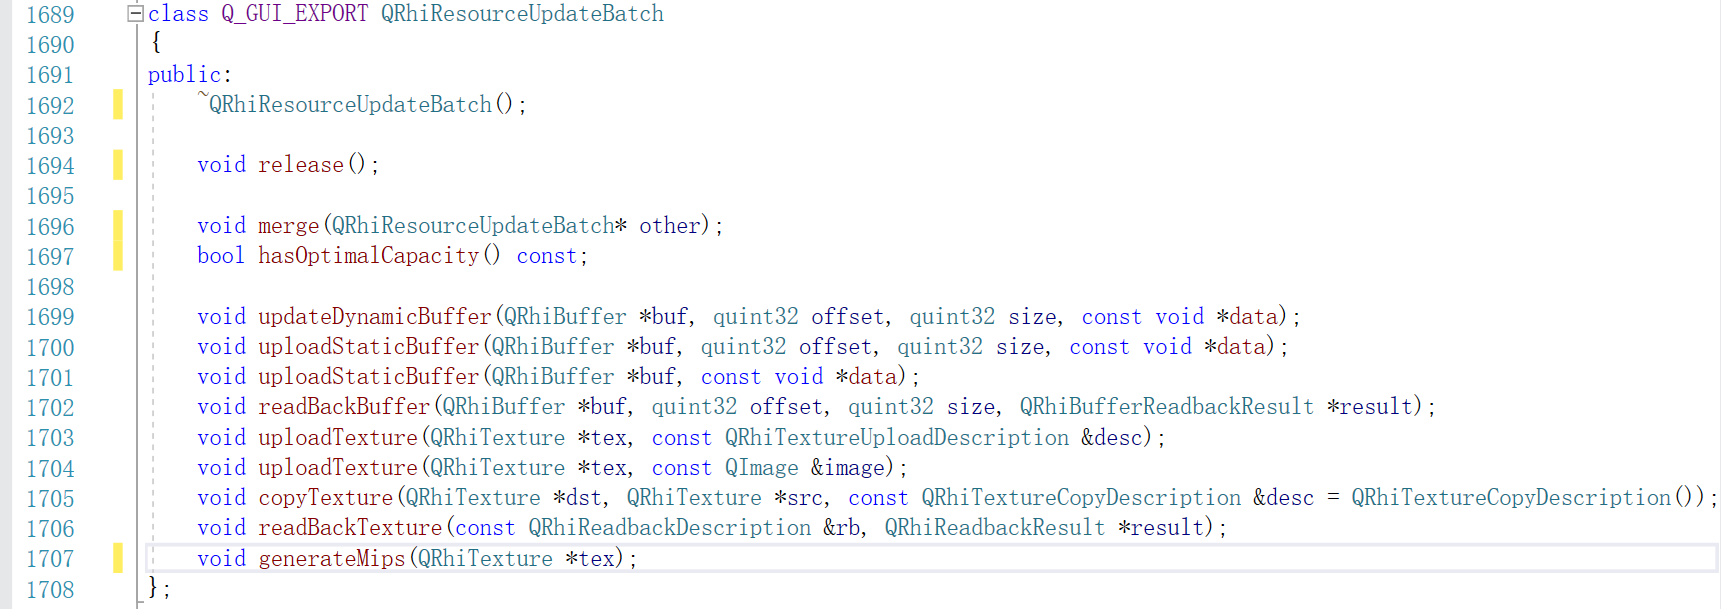 1689 class Q_GUI_EXPORT QRhiResourceUpdateBatch
1690 {
1691 public:
1692     ~QRhiResourceUpdateBatch();
1693
1694     void release();
1695
1696     void merge(QRhiResourceUpdateBatch* other);
1697     bool hasOptimalCapacity() const;
1698
1699     void updateDynamicBuffer(QRhiBuffer *buf, quint32 offset, quint32 size, const void *data);
1700     void uploadStaticBuffer(QRhiBuffer *buf, quint32 offset, quint32 size, const void *data);
1701     void uploadStaticBuffer(QRhiBuffer *buf, const void *data);
1702     void readBackBuffer(QRhiBuffer *buf, quint32 offset, quint32 size, QRhiBufferReadbackResult *result);
1703     void uploadTexture(QRhiTexture *tex, const QRhiTextureUploadDescription &desc);
1704     void uploadTexture(QRhiTexture *tex, const QImage &image);
1705     void copyTexture(QRhiTexture *dst, QRhiTexture *src, const QRhiTextureCopyDescription &desc = QRhiTextureCopyDescription());
1706     void readBackTexture(const QRhiReadbackDescription &rb, QRhiReadbackResult *result);
1707     void generateMips(QRhiTexture *tex);
1708 };